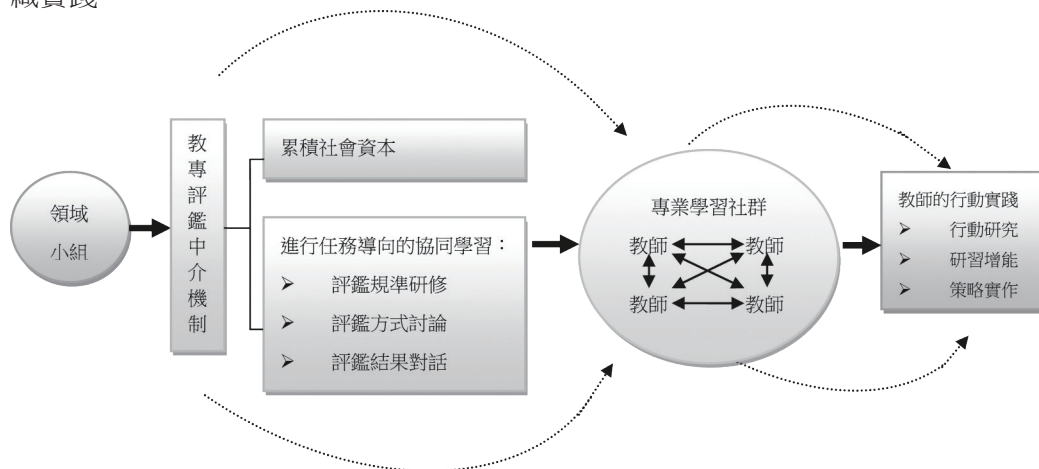 織實踐
領域
小組
教專評鑑中介機制
累積社會資本
進行任務導向的協同學習：
➢ 評鑑規準研修
➢ 評鑑方式討論
➢ 評鑑結果對話
專業學習社群
教師 教師
教師 教師
教師的行動實踐
➢ 行動研究
➢ 研習增能
➢ 策略實作